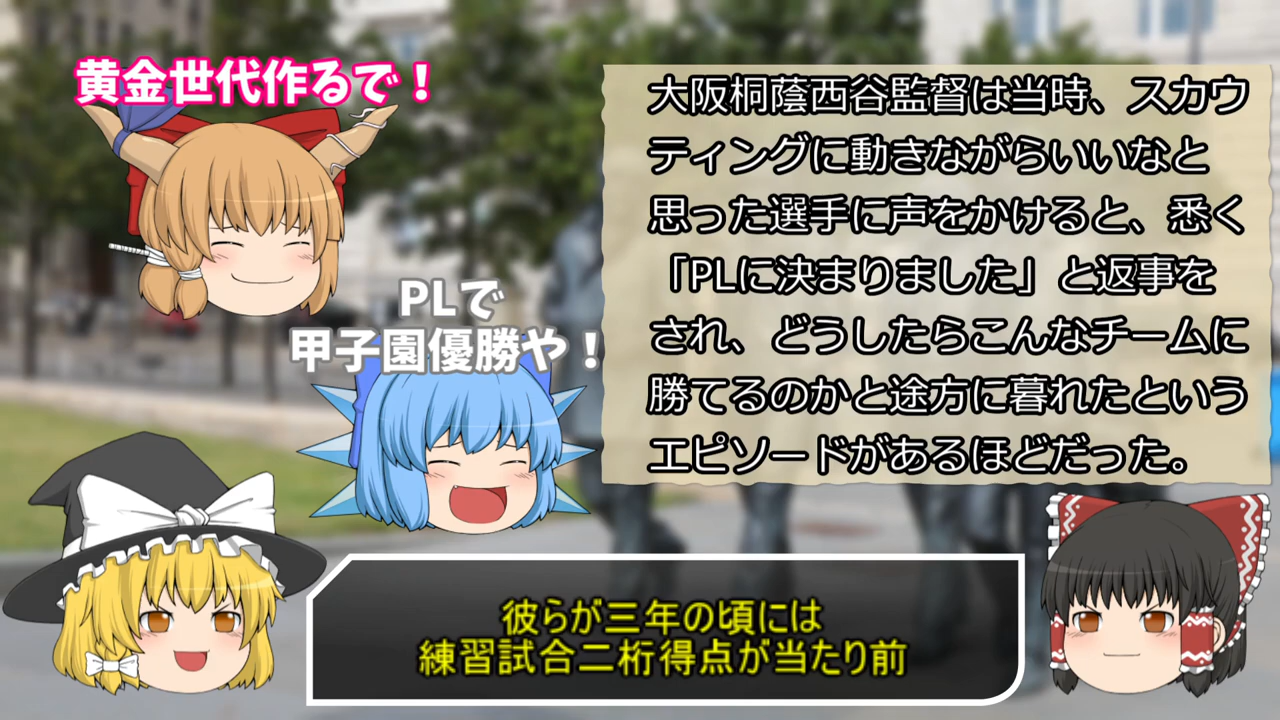 黄金世代作るで！
PLで
甲子園優勝や！
大阪桐蔭西谷監督は当時、スカウ
ティングに動きながらいいなと
思った選手に声をかけると、悉く
「PLに決まりました」と返事を
され、どうしたらこんなチームに
勝てるのかと途方に暮れたという
エピソードがあるほどだった。
彼らが三年の頃には
練習試合二桁得点が当たり前